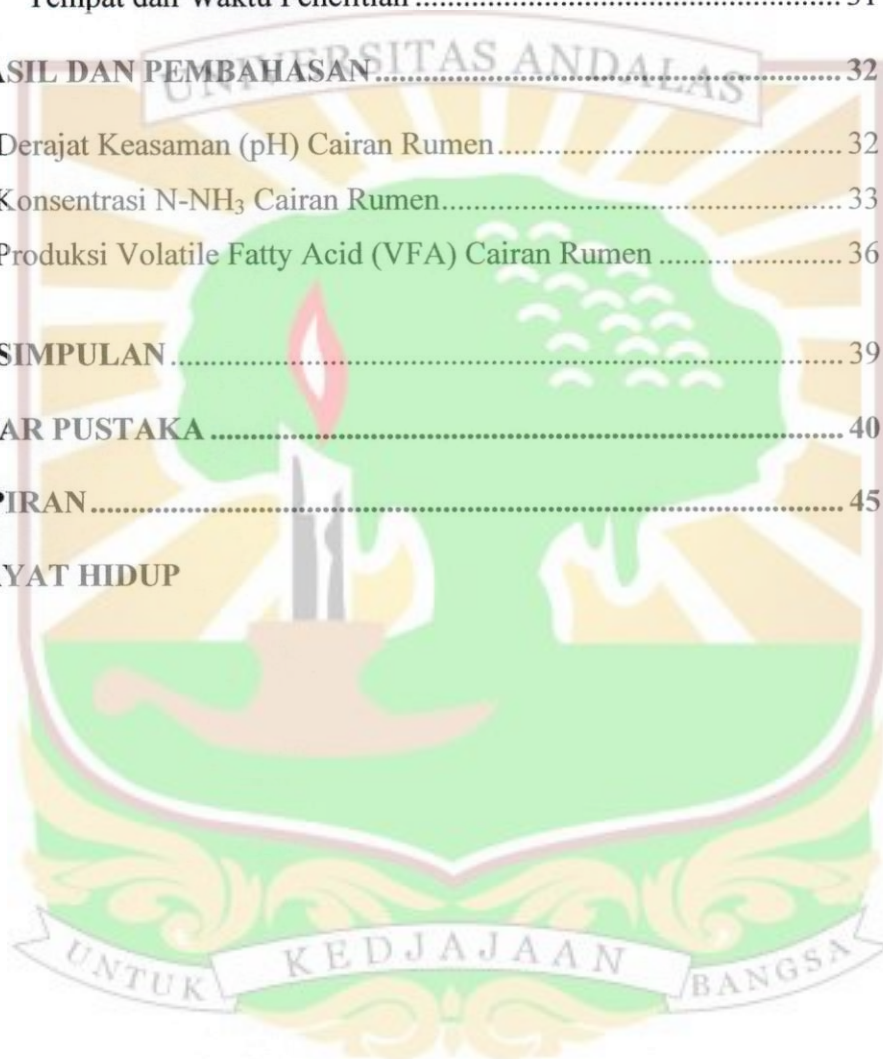 Tempat dan Waktu Penelitian ........................................................ 31
UNIVERSITAS ANDALAS
ASIL DAN PEMBAHASAN ............................................................ 32
Derajat Keasaman (pH) Cairan Rumen ............................................. 32
Konsentrasi N-NH₃ Cairan Rumen .................................................... 33
Produksi Volatile Fatty Acid (VFA) Cairan Rumen ........................ 36
SIMPULAN ....................................................................................... 39
AR PUSTAKA .................................................................................. 40
PIRAN ................................................................................................ 45
YAT HIDUP
UNTUK KEDJAJAAN BANGSA